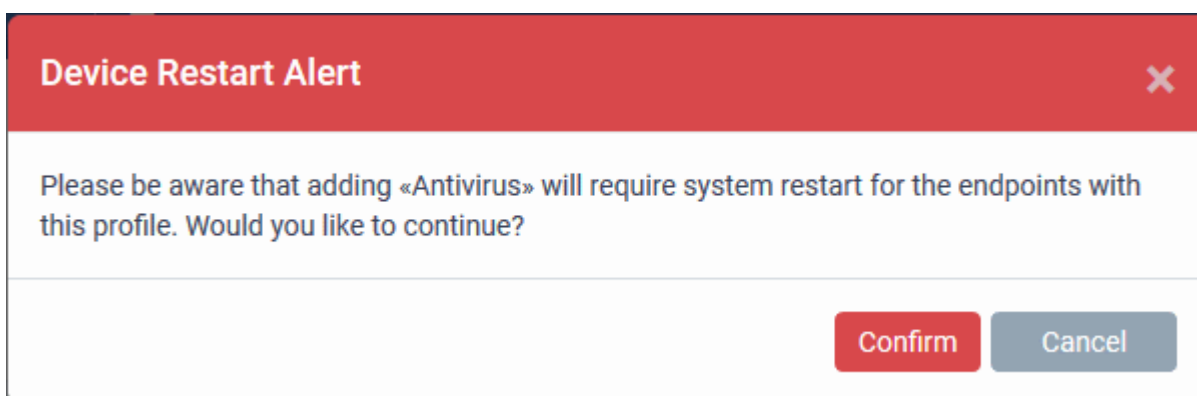 Device Restart Alert
Please be aware that adding «Antivirus» will require system restart for the endpoints with
this profile. Would you like to continue?
Confirm
Cancel